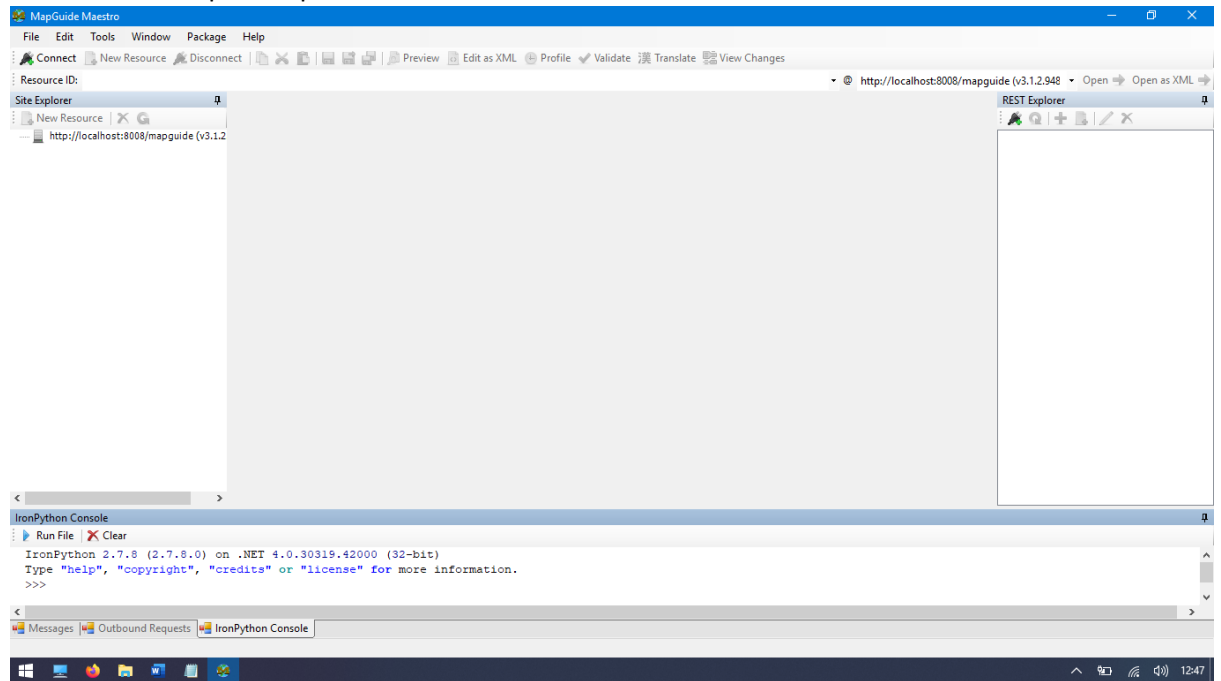 MapGuide Maestro
File Edit Tools Window Package Help
Connect New Resource Disconnect Preview Edit as XML Profile Validate Translate View Changes
Resource ID: @ http://localhost:8008/mapguide (v3.1.2.948 Open Open as XML
Site Explorer
New Resource
http://localhost:8008/mapguide (v3.1.2
REST Explorer
IronPython Console
Run File Clear
IronPython 2.7.8 (2.7.8.0) on .NET 4.0.30319.42000 (32-bit)
Type "help", "copyright", "credits" or "license" for more information.
>>>
Messages Outbound Requests IronPython Console
12:47